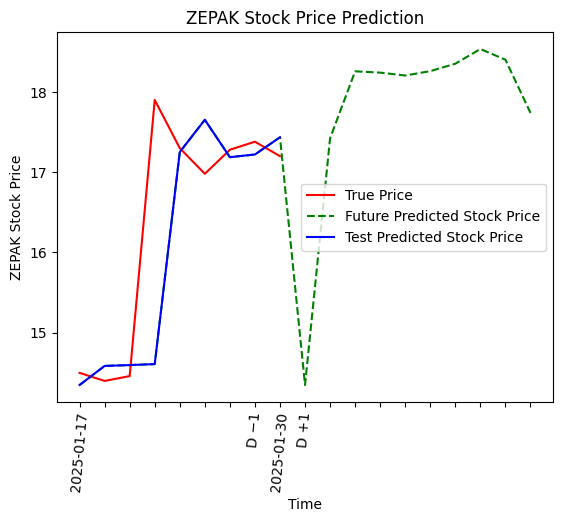 ZEPAK Stock Price Prediction
ZEPAK Stock Price
18
17
16
15
True Price
Future Predicted Stock Price
Test Predicted Stock Price
2025-01-17
D −1
2025-01-30
D +1
Time